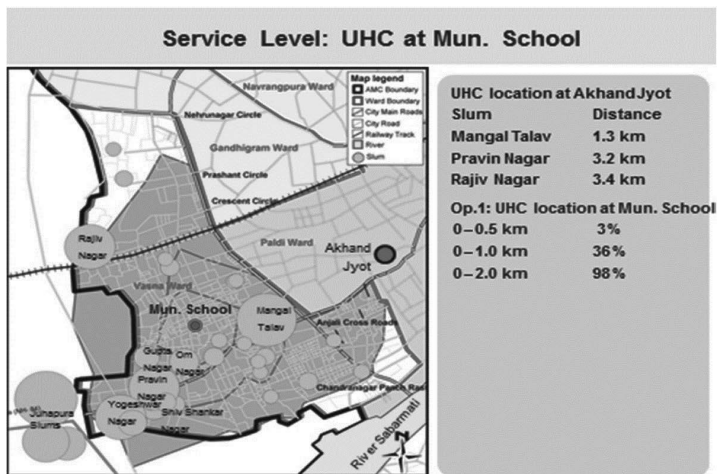 Service Level: UHC at Mun. School
Map legend
AMC Boundary
Ward Boundary
City Main Roads
City Road
Railway Track
River
Slum
Navrangpura Ward
Nehrunagar Circle
Gandhigram Ward
Prashant Circle
Crescent Circle
Paldi Ward
Akhand
Jyot
Rajiv
Nagar
Vasna Ward
Mun. School
Mangal
Talav
Anjali Cross Roads
Gupta
Nagar
Om
Nagar
Pravin
Nagar
Chandranagar Panch Rasta
Yogeshwar
Nagar
Shiv Shankar
Nagar
Juhapura
Slums
River Sabarmati
N
UHC location at Akhand Jyot
Slum Distance
Mangal Talav 1.3 km
Pravin Nagar 3.2 km
Rajiv Nagar 3.4 km
Op.1: UHC location at Mun. School
0–0.5 km 3%
0–1.0 km 36%
0–2.0 km 98%